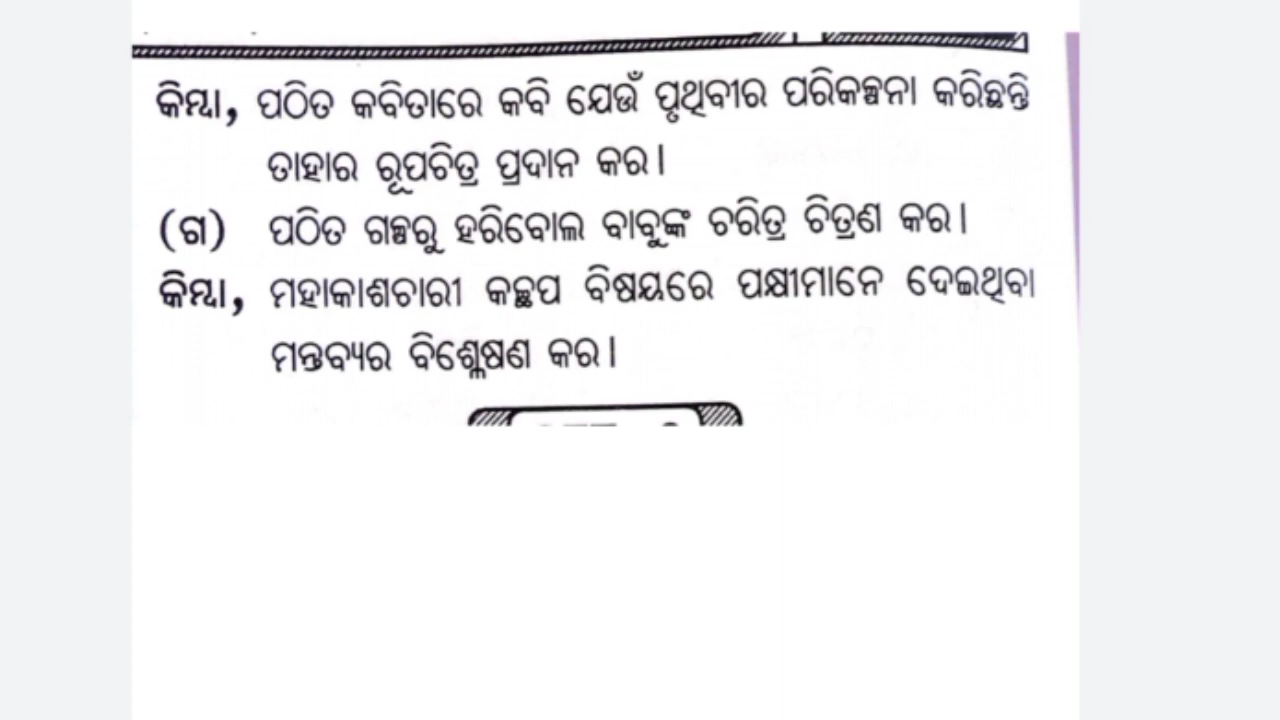 କିମ୍ବା, ପଠିତ କବିତାରେ କବି ଯେଉଁ ପୃଥିବୀର ପରିକଳ୍ପନା କରିଛନ୍ତି
ତାହାର ରୂପଚିତ୍ର ପ୍ରଦାନ କର।
(ଗ) ପଠିତ ଗଳ୍ପରୁ ହରିବୋଲ ବାବୁଙ୍କ ଚରିତ୍ର ଚିତ୍ରଣ କର।
କିମ୍ବା, ମହାକାଶଚାରୀ କଚ୍ଛପ ବିଷୟରେ ପକ୍ଷୀମାନେ ଦେଇଥିବା
ମନ୍ତବ୍ୟର ବିଶ୍ଳେଷଣ କର।